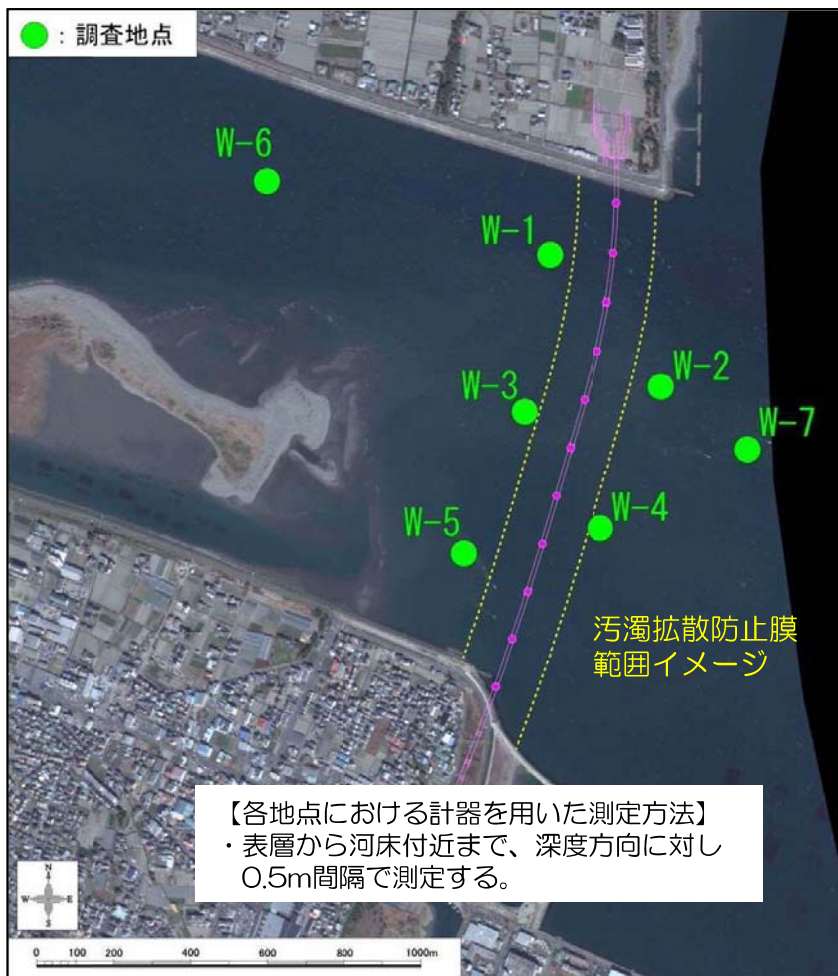 ：調査地点
W-6
W-1
W-3
W-2
W-7
W-5
W-4
汚濁拡散防止膜
範囲イメージ
【各地点における計器を用いた測定方法】
・表層から河床付近まで、深度方向に対し
0.5m間隔で測定する。
N
W E
S
0 100 200 400 600 800 1000m